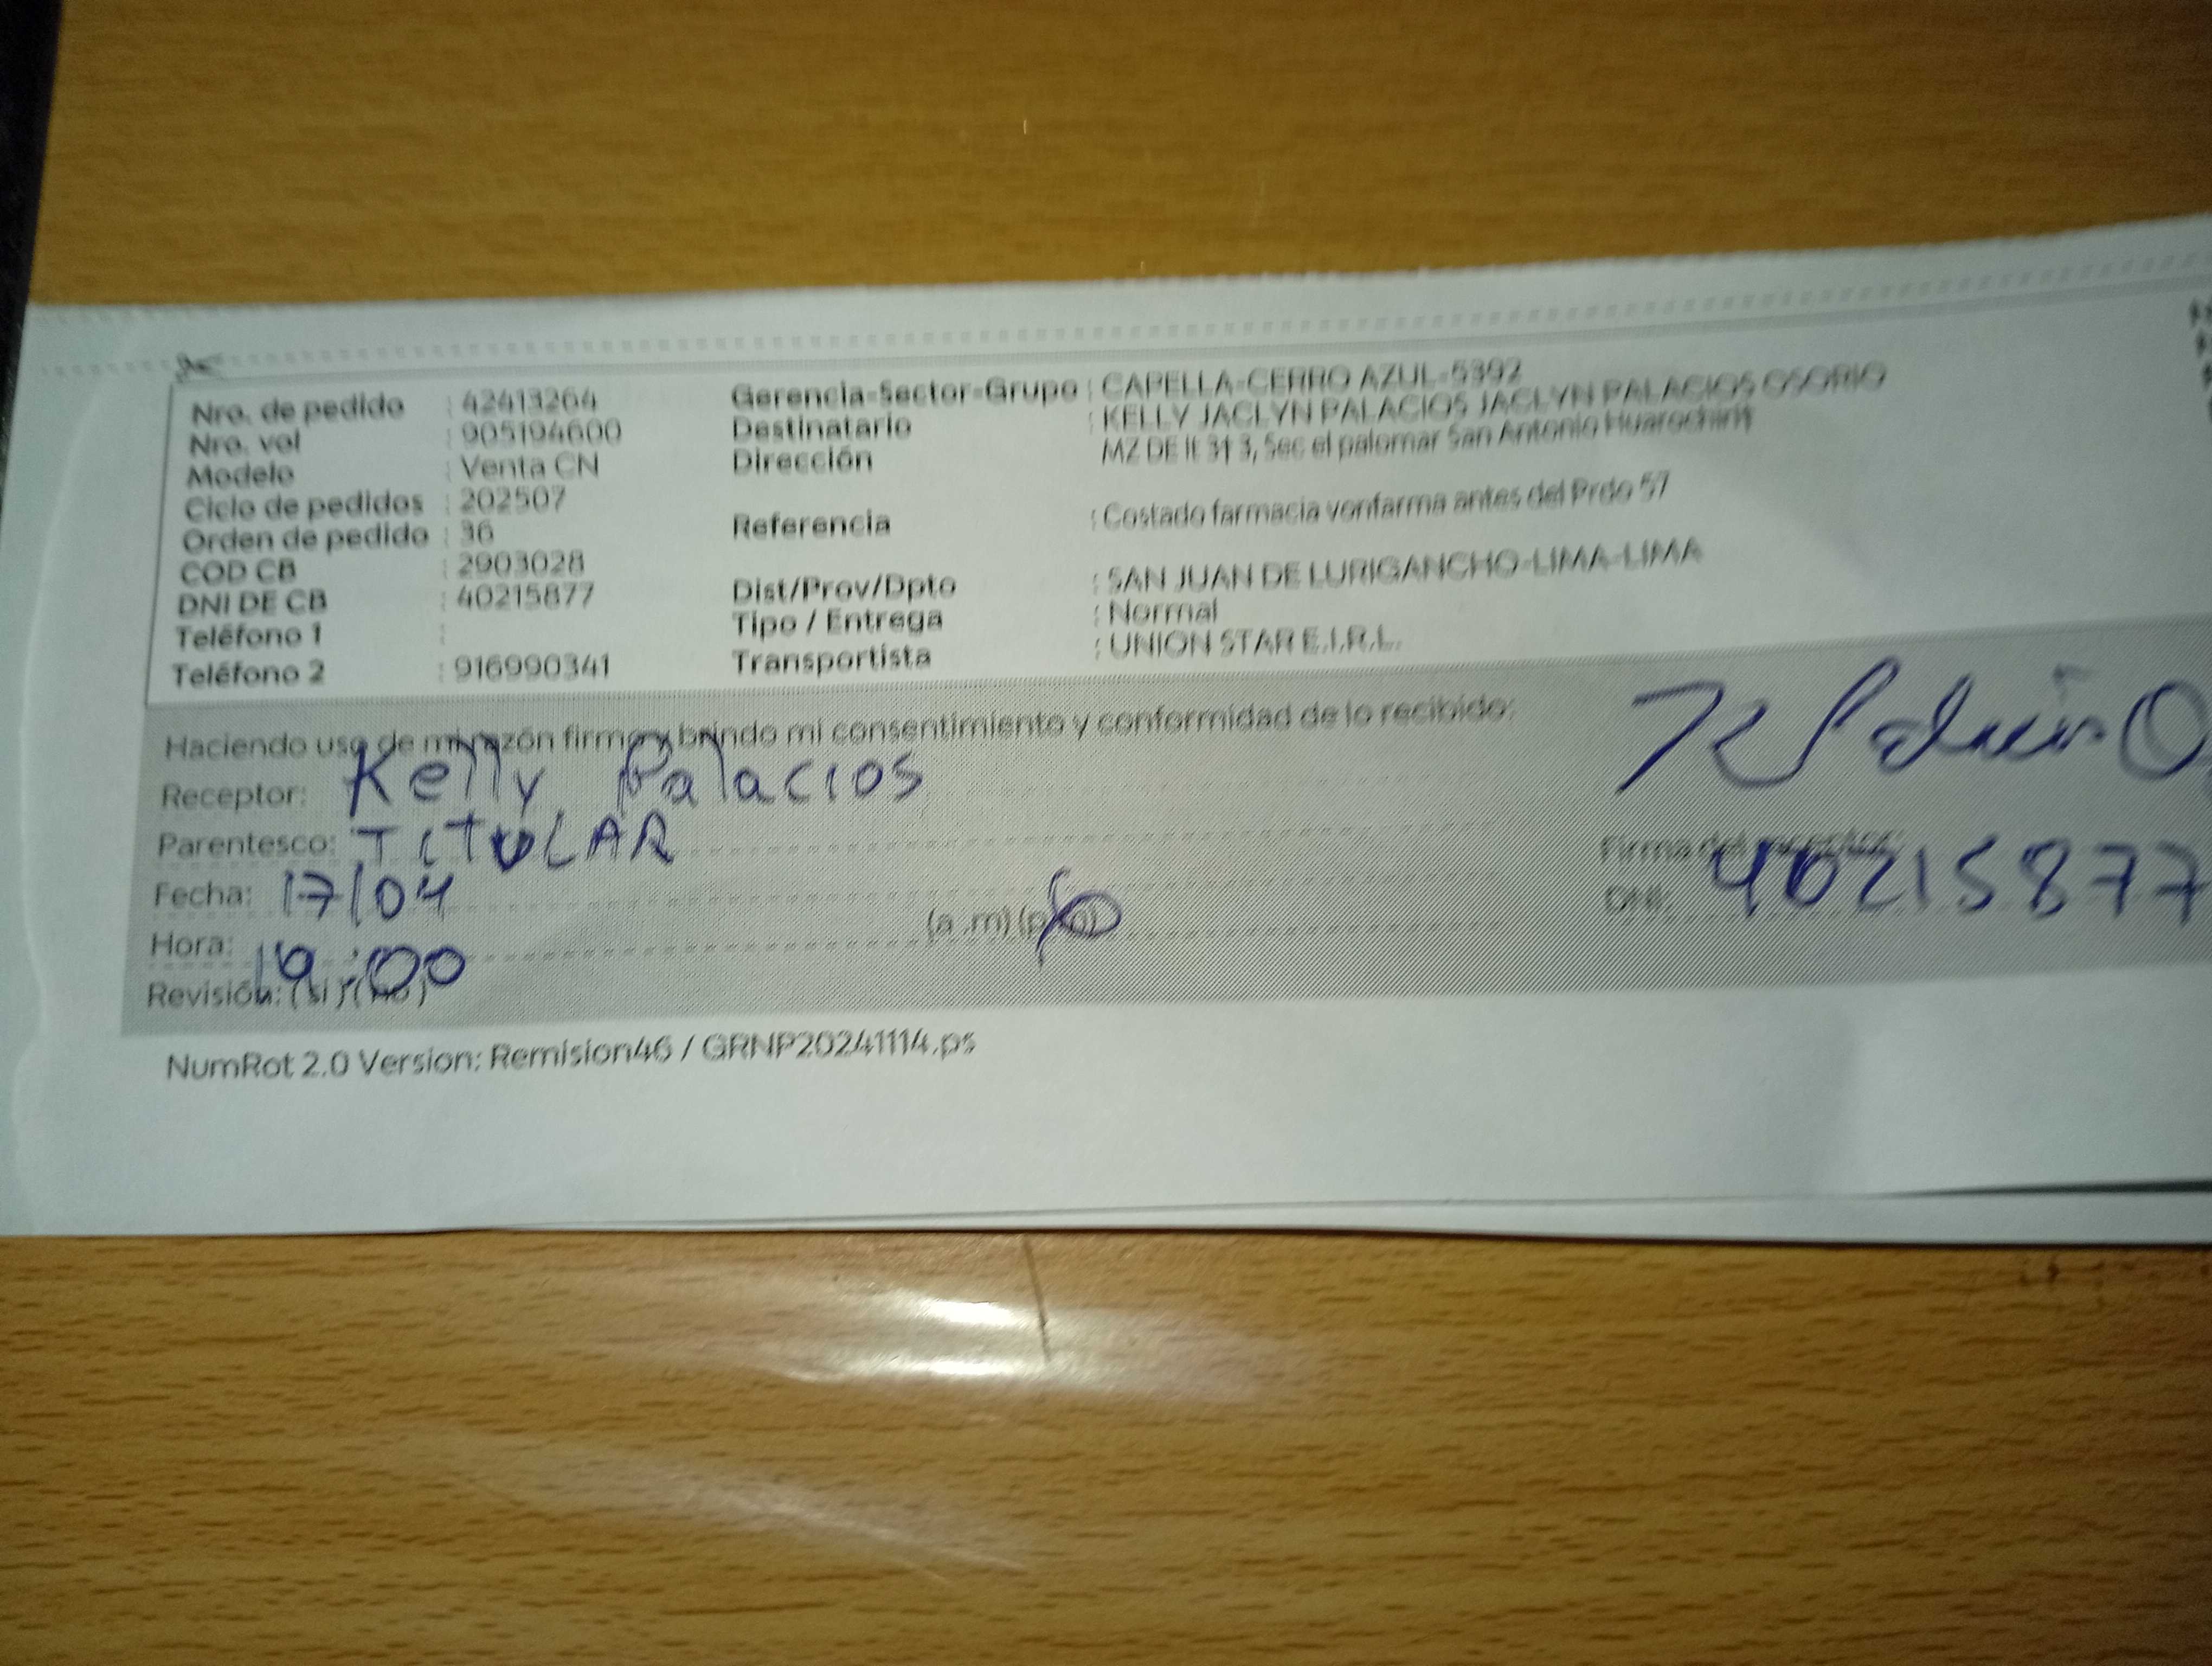 Nro. de pedido : 42413264 Gerencia-Sector-Grupo : CAPELLA-CERRO AZUL-5392
Nro. vol : 905194600 Destinatario : KELLY JACLYN PALACIOS JACLYN PALACIOS OSORIO
Modelo : Venta CN Dirección MZ DE lt 3 Sec el palomar San Antonio Huarochirí
Ciclo de pedidos : 202507
Orden de pedido : 36 Referencia : Costado farmacia vonfarma antes del Prdo 57
COD CB : 2903028
DNI DE CB : 40215877 Dist/Prov/Dpto : SAN JUAN DE LURIGANCHO-LIMA-LIMA
Teléfono 1 : Tipo / Entrega : Normal
Teléfono 2 : 916990341 Transportista : UNION STAR E.I.R.L.
Haciendo uso de mi razón firmo y brindo mi consentimiento y conformidad de lo recibido:
Receptor: Kelly Palacios
Parentesco: TITULAR
Firma del receptor:
Fecha: 17/04
DNI: 40215877
Hora: 19:00 (a .m) (p.m)
Revisión: ( si ) ( no )
NumRot 2.0 Version: Remision46 / GRNP20241114.ps